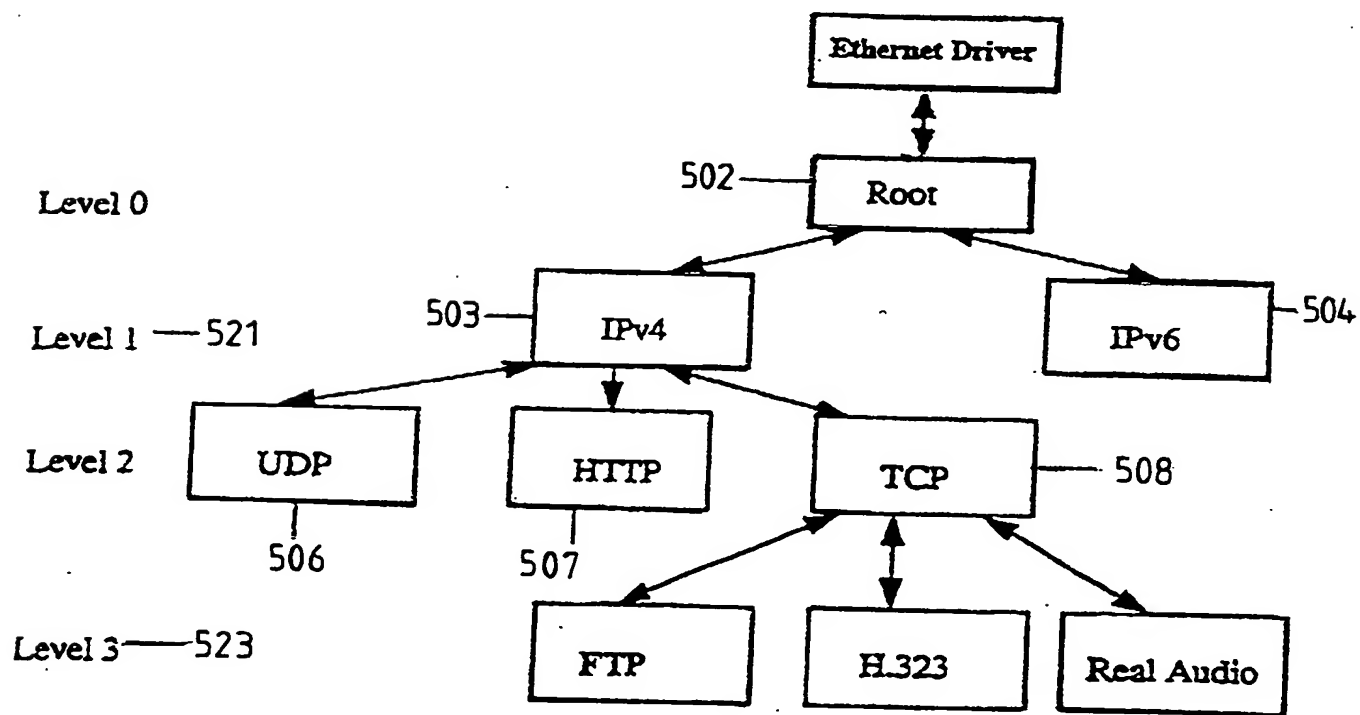 Ethernet Driver
502
Root
Level 0
503
IPv4
504
IPv6
Level 1
521
Level 2
UDP
HTTP
TCP
508
506
507
Level 3
523
FTP
H.323
Real Audio